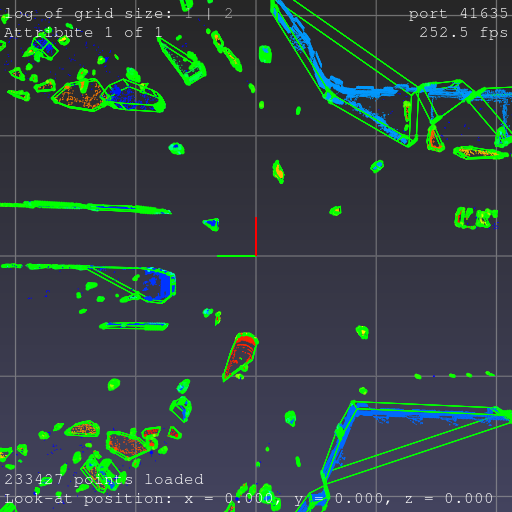 log of grid size: 1 | 2
port 41635
Attribute 1 of 1
252.5 fps
233427 points loaded
Look-at position: x = 0.000, y = 0.000, z = 0.000